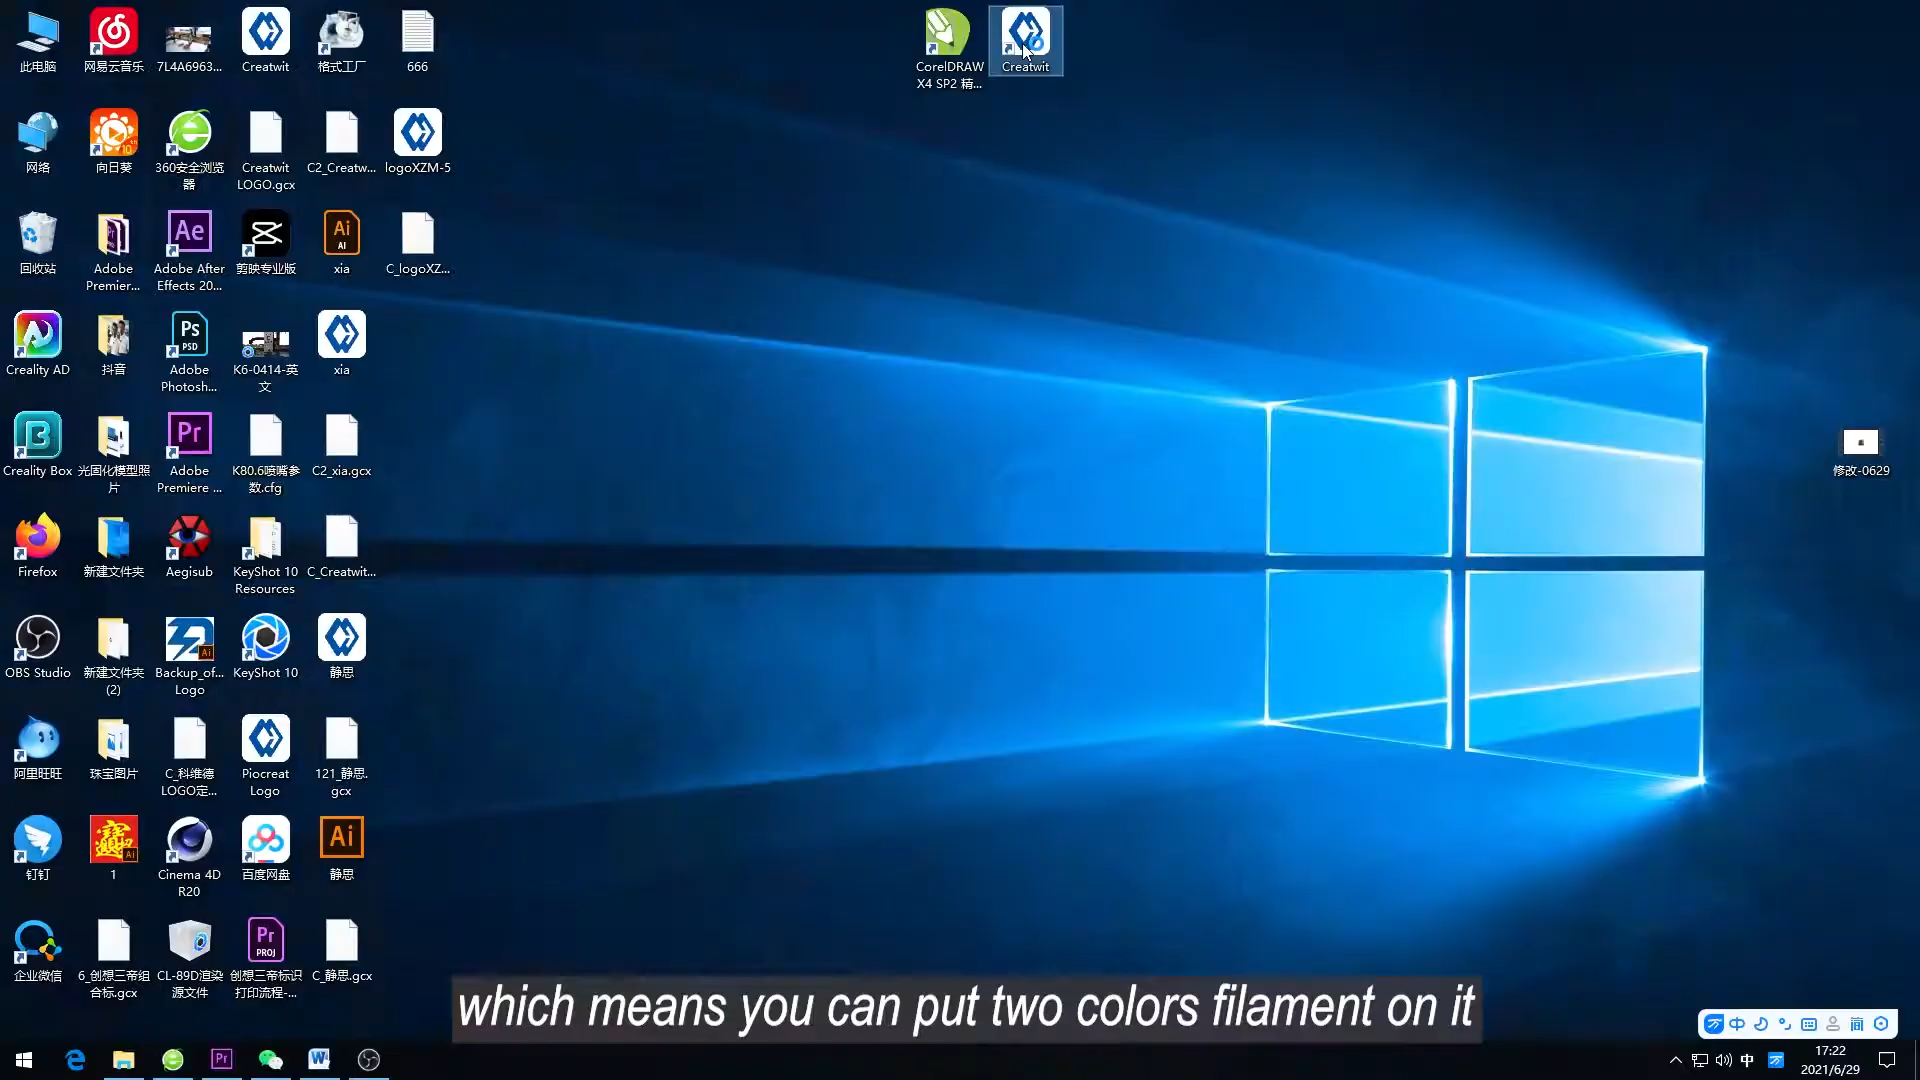 此电脑
网易云音乐
7L4A6963...
Creatwit
格式工厂
666
CorelDRAW
X4 SP2 精...
Creatwit
网络
向日葵
360安全浏览
器
Creatwit
LOGO.gcx
C2_Creatw...
logoXZM-5
回收站
Adobe
Premier...
Adobe After
Effects 20...
剪映专业版
xia
C_logoXZ...
Creality AD
抖音
Adobe
Photosh...
K6-0414-英
文
xia
Creality Box
光固化模型照
片
Adobe
Premiere ...
K80.6喷嘴参
数.cfg
C2_xia.gcx
修改-0629
Firefox
新建文件夹
Aegisub
KeyShot 10
Resources
C_Creatwit...
OBS Studio
新建文件夹
(2)
Backup_of...
Logo
KeyShot 10
静思
阿里旺旺
珠宝图片
C_科维德
LOGO定...
Piocreat
Logo
121_静思.
gcx
钉钉
1
Cinema 4D
R20
百度网盘
静思
企业微信
6_创想三帝组
合标.gcx
CL-89D渲染
源文件
创想三帝标识
打印流程-...
C_静思.gcx
which means you can put two colors filament on it
中
简
中
17:22
2021/6/29